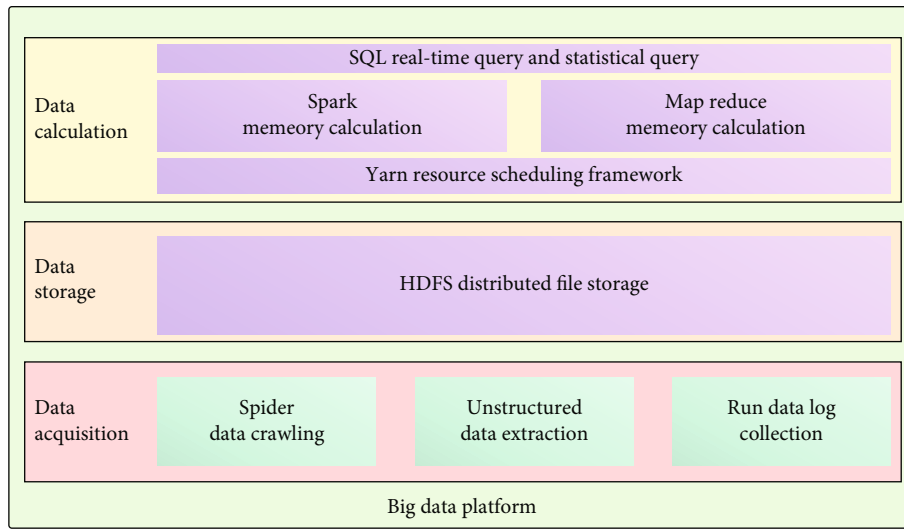 SQL real-time query and statistical query
Data
calculation
Spark
memeory calculation
Map reduce
memeory calculation
Yarn resource scheduling framework
Data
storage
HDFS distributed file storage
Data
acquisition
Spider
data crawling
Unstructured
data extraction
Run data log
collection
Big data platform